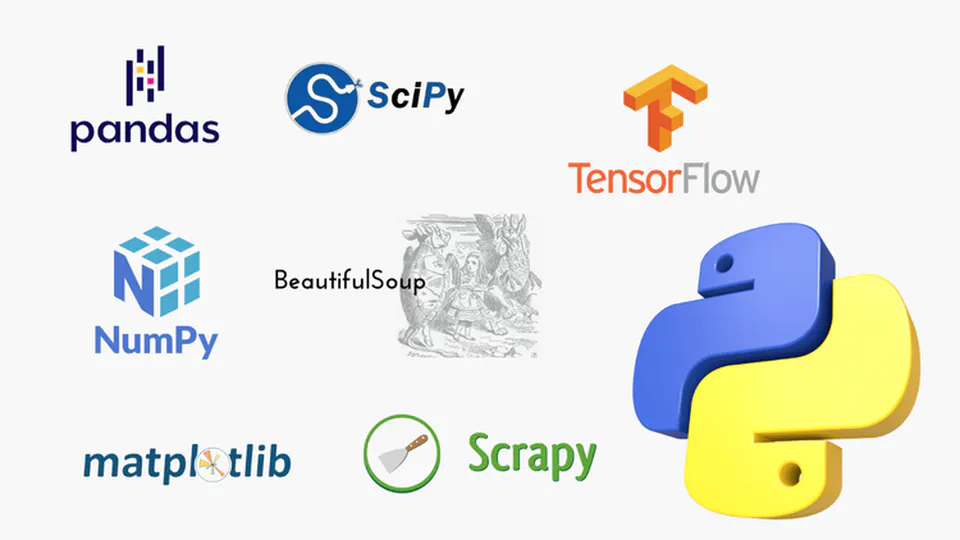 pandas
SciPy
TensorFlow
NumPy
BeautifulSoup
matplotlib
Scrapy